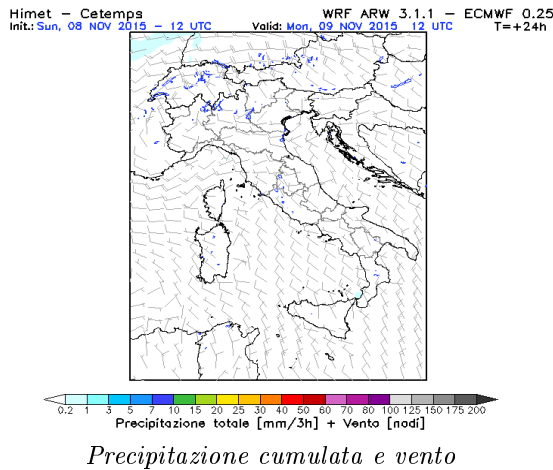 Himet - Cetemps WRF ARW 3.1.1 - ECMWF 0.25
Init.: Sun, 08 NOV 2015 - 12 UTC Valid: Mon, 09 NOV 2015 12 UTC T=+24h
0.2 1 3 5 7 10 15 20 25 30 40 50 60 70 80 100 125 150 175 200
Precipitazione totale [mm/3h] + Vento [nodi]
Precipitazione cumulata e vento